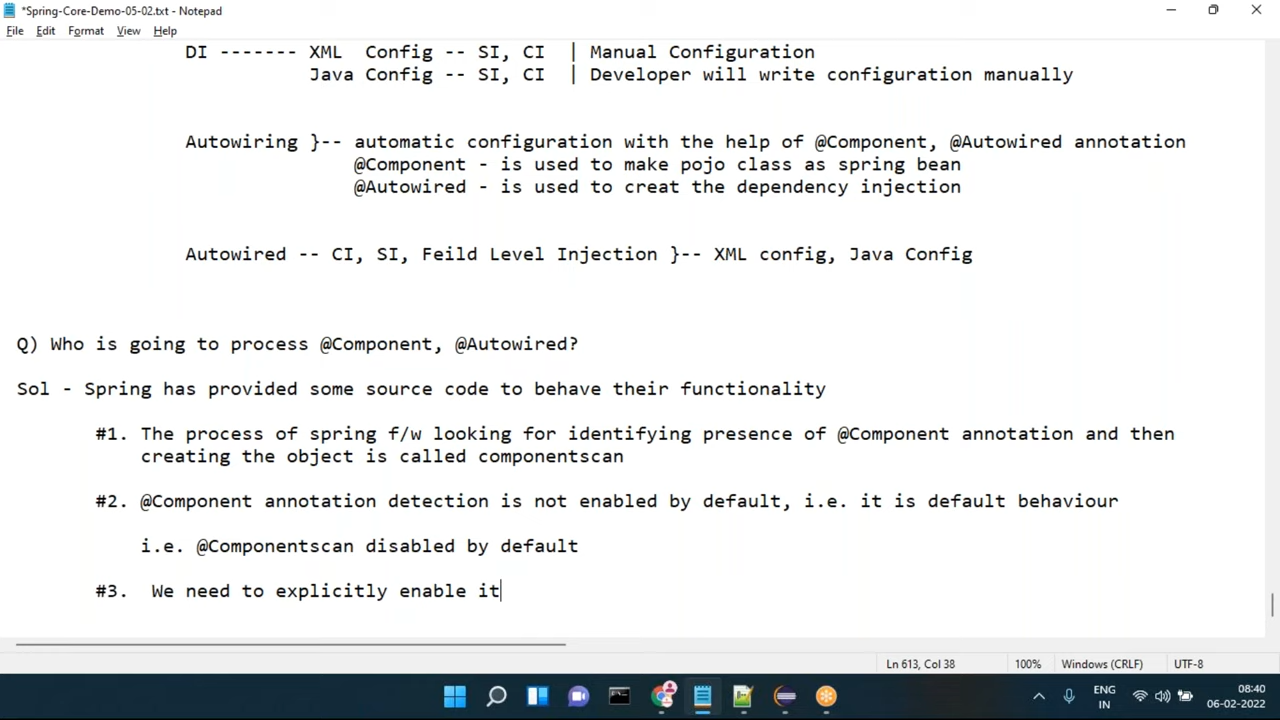 *Spring-Core-Demo-05-02.txt - Notepad
File Edit Format View Help
DI ------- XML Config -- SI, CI | Manual Configuration
Java Config -- SI, CI | Developer will write configuration manually
Autowiring }-- automatic configuration with the help of @Component, @Autowired annotation
@Component - is used to make pojo class as spring bean
@Autowired - is used to creat the dependency injection
Autowired -- CI, SI, Feild Level Injection }-- XML config, Java Config
Q) Who is going to process @Component, @Autowired?
Sol - Spring has provided some source code to behave their functionality
#1. The process of spring f/w looking for identifying presence of @Component annotation and then
creating the object is called componentscan
#2. @Component annotation detection is not enabled by default, i.e. it is default behaviour
i.e. @Componentscan disabled by default
#3. We need to explicitly enable it
Ln 613, Col 38 100% Windows (CRLF) UTF-8
ENG 08:40
IN 06-02-2022